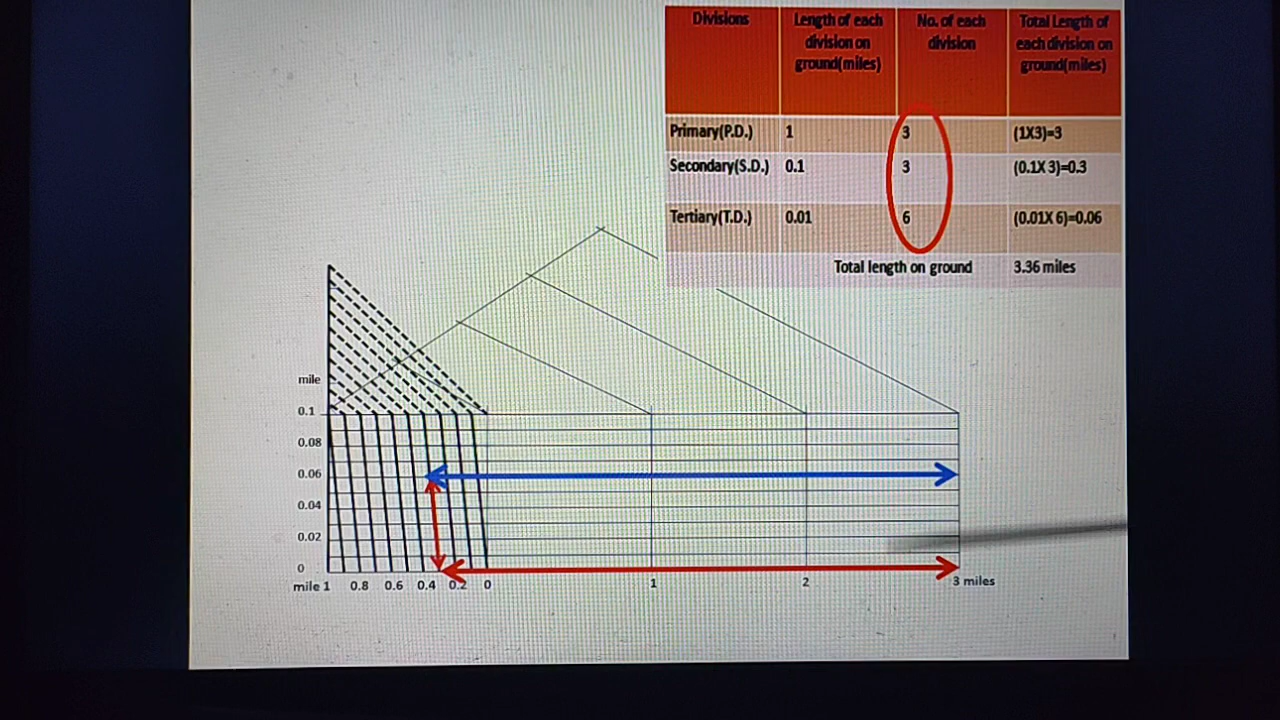 Divisions
Length of each division on ground(miles)
No. of each division
Total Length of each division on ground(miles)
Primary(P.D.) 1 3 (1X3)=3
Secondary(S.D.) 0.1 3 (0.1X 3)=0.3
Tertiary(T.D.) 0.01 6 (0.01X 6)=0.06
Total length on ground 3.36 miles
mile
0.1
0.08
0.06
0.04
0.02
0
mile 1 0.8 0.6 0.4 0.2 0 1 2 3 miles